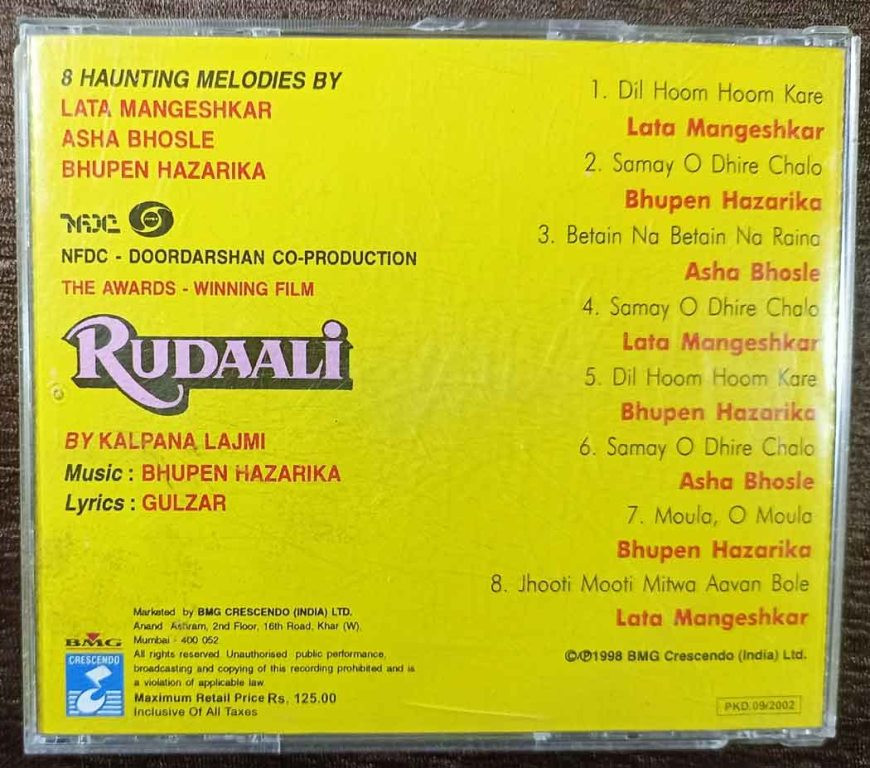 8 HAUNTING MELODIES BY
LATA MANGESHKAR
ASHA BHOSLE
BHUPEN HAZARIKA
NFDC
NFDC - DOORDARSHAN CO-PRODUCTION
THE AWARDS - WINNING FILM
RUDAALI
BY KALPANA LAJMI
Music : BHUPEN HAZARIKA
Lyrics : GULZAR
1. Dil Hoom Hoom Kare
Lata Mangeshkar
2. Samay O Dhire Chalo
Bhupen Hazarika
3. Betain Na Betain Na Raina
Asha Bhosle
4. Samay O Dhire Chalo
Lata Mangeshkar
5. Dil Hoom Hoom Kare
Bhupen Hazarika
6. Samay O Dhire Chalo
Asha Bhosle
7. Moula, O Moula
Bhupen Hazarika
8. Jhooti Mooti Mitwa Aavan Bole
Lata Mangeshkar
©℗1998 BMG Crescendo (India) Ltd.
PKD.09/2002
BMG
CRESCENDO
Marketed by BMG CRESCENDO (INDIA) LTD.
Anand Ashram, 2nd Floor, 16th Road, Khar (W),
Mumbai - 400 052
All rights reserved. Unauthorised public performance,
broadcasting and copying of this recording prohibited and is
a violation of applicable law
Maximum Retail Price Rs. 125.00
Inclusive Of All Taxes